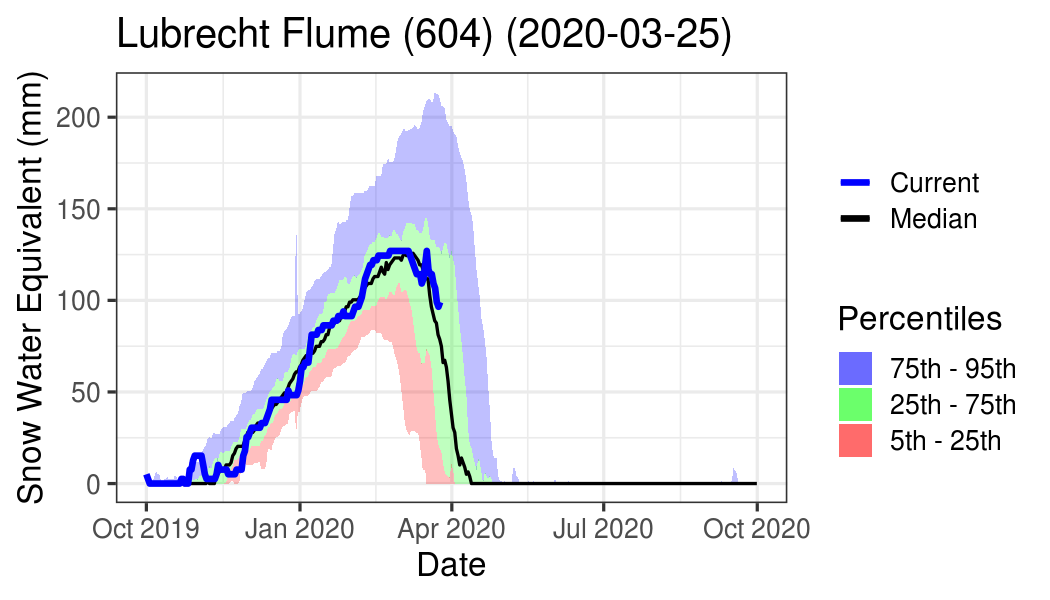 Lubrecht Flume (604) (2020-03-25)
Snow Water Equivalent (mm)
200
150
100
50
0
Oct 2019
Jan 2020
Apr 2020
Jul 2020
Oct 2020
Date
Current
Median
Percentiles
75th - 95th
25th - 75th
5th - 25th